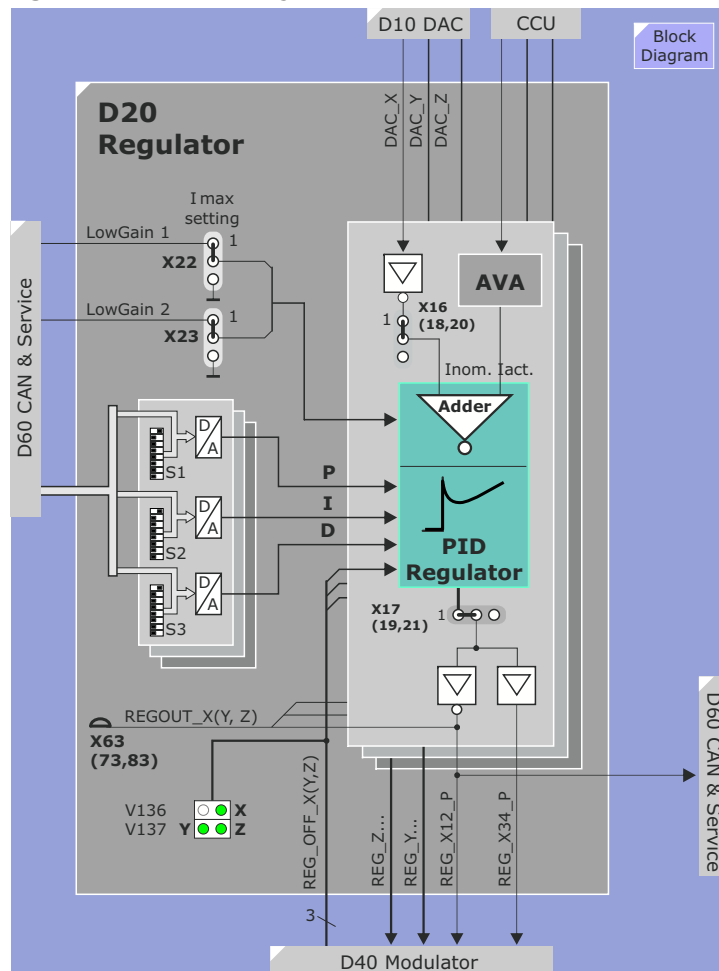 D10 DAC
CCU
Block
Diagram
DAC_X
DAC_Y
DAC_Z
D20
Regulator
I max
setting
LowGain 1
1
X22
LowGain 2
1
X23
D60 CAN & Service
AVA
X16
(18,20)
1
Inom. Iact.
Adder
D
A
S1
P
I
D
A
S2
D
D
A
S3
PID
Regulator
X17
(19,21)
1
REGOUT_X(Y, Z)
X63
(73,83)
V136
X
V137
Y
Z
REG_OFF_X(Y,Z)
REG_Z...
REG_Y...
REG_X12_P
REG_X34_P
D60 CAN & Service
3
D40 Modulator